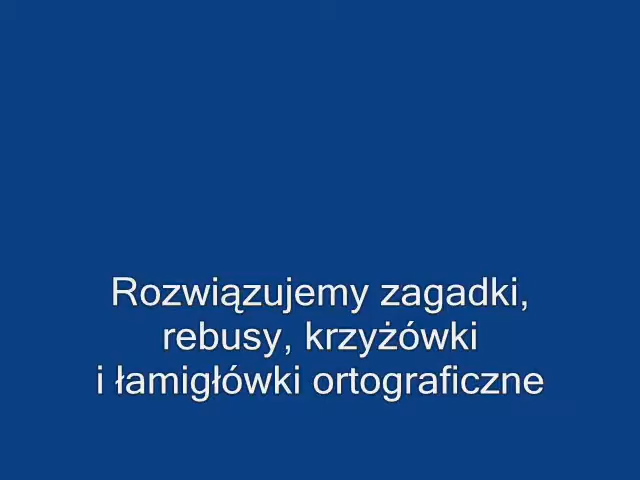 Rozwiązujemy zagadki,
rebusy, krzyżówki
i łamigłówki ortograficzne